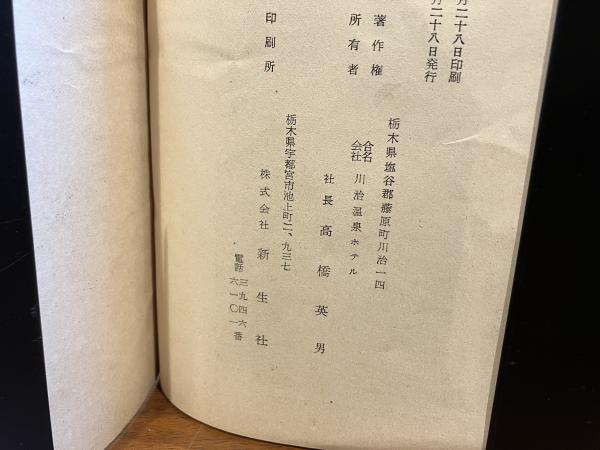 月二十八日印刷
月二十八日発行
著作権
所有者
栃木県塩谷郡藤原町川治一四
合名
会社 川治温泉ホテル
社長 高橋英男
印刷所
栃木県宇都宮市池上町二、九三七
株式会社 新生社
電話 三九四六
六一〇一番